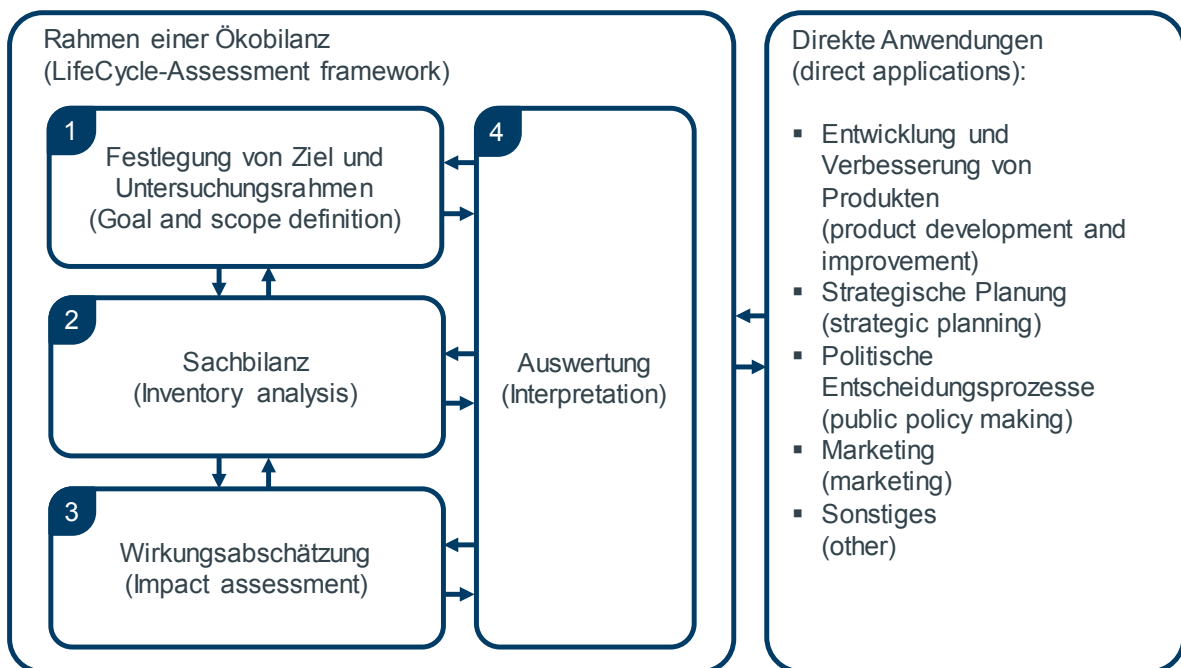 Rahmen einer Ökobilanz
(LifeCycle-Assessment framework)
1
Festlegung von Ziel und
Untersuchungsrahmen
(Goal and scope definition)
2
Sachbilanz
(Inventory analysis)
3
Wirkungsabschätzung
(Impact assessment)
4
Auswertung
(Interpretation)
Direkte Anwendungen
(direct applications):
▪ Entwicklung und
Verbesserung von
Produkten
(product development and
improvement)
▪ Strategische Planung
(strategic planning)
▪ Politische
Entscheidungsprozesse
(public policy making)
▪ Marketing
(marketing)
▪ Sonstiges
(other)